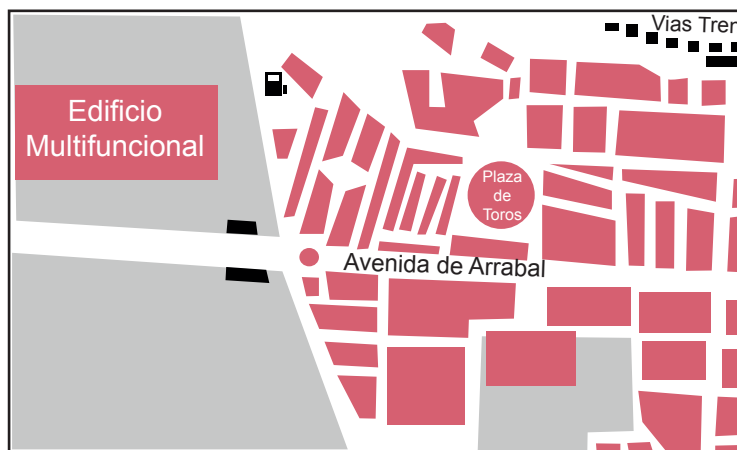 Vias Tren
Edificio
Multifuncional
Plaza
de
Toros
Avenida de Arrabal